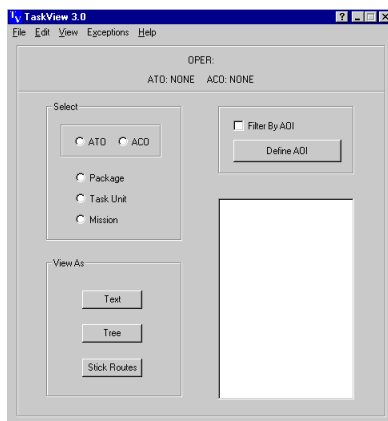 TV TaskView 3.0
File Edit View Exceptions Help
OPER:
ATO: NONE ACO: NONE
Select
ATO ACO
Package
Task Unit
Mission
Filter By AOI
Define AOI
View As
Text
Tree
Stick Routes